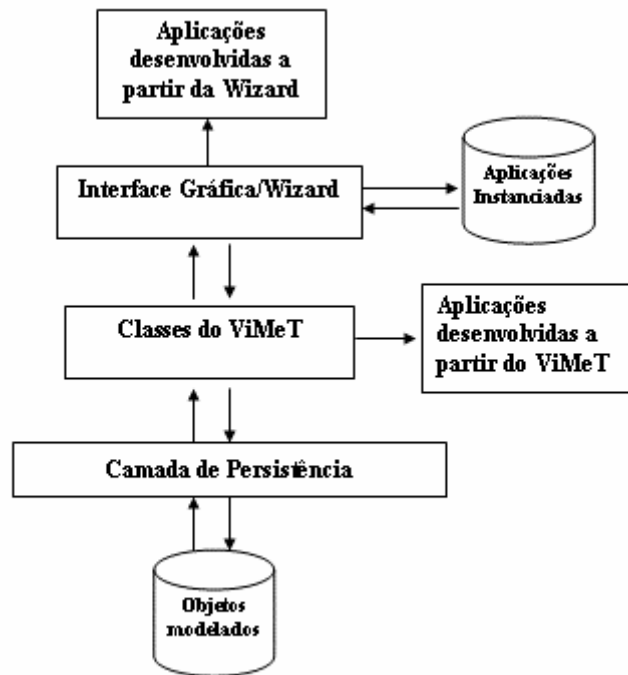 Aplicações
desenvolvidas a
partir da Wizard
Interface Gráfica/Wizard
Aplicações
Instanciadas
Classes do ViMeT
Aplicações
desenvolvidas a
partir do ViMeT
Camada de Persistência
Objetos
modelados